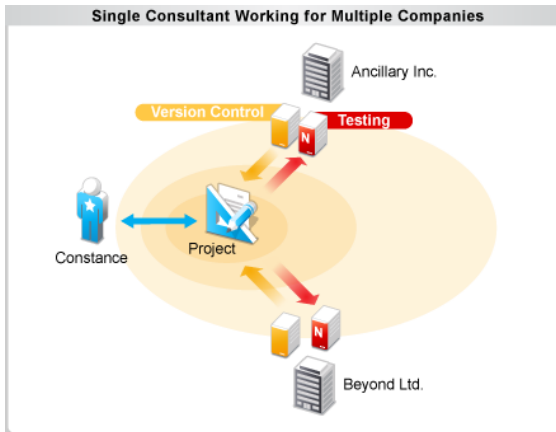 Single Consultant Working for Multiple Companies
Ancillary Inc.
Version Control
Testing
N
Constance
Project
N
Beyond Ltd.